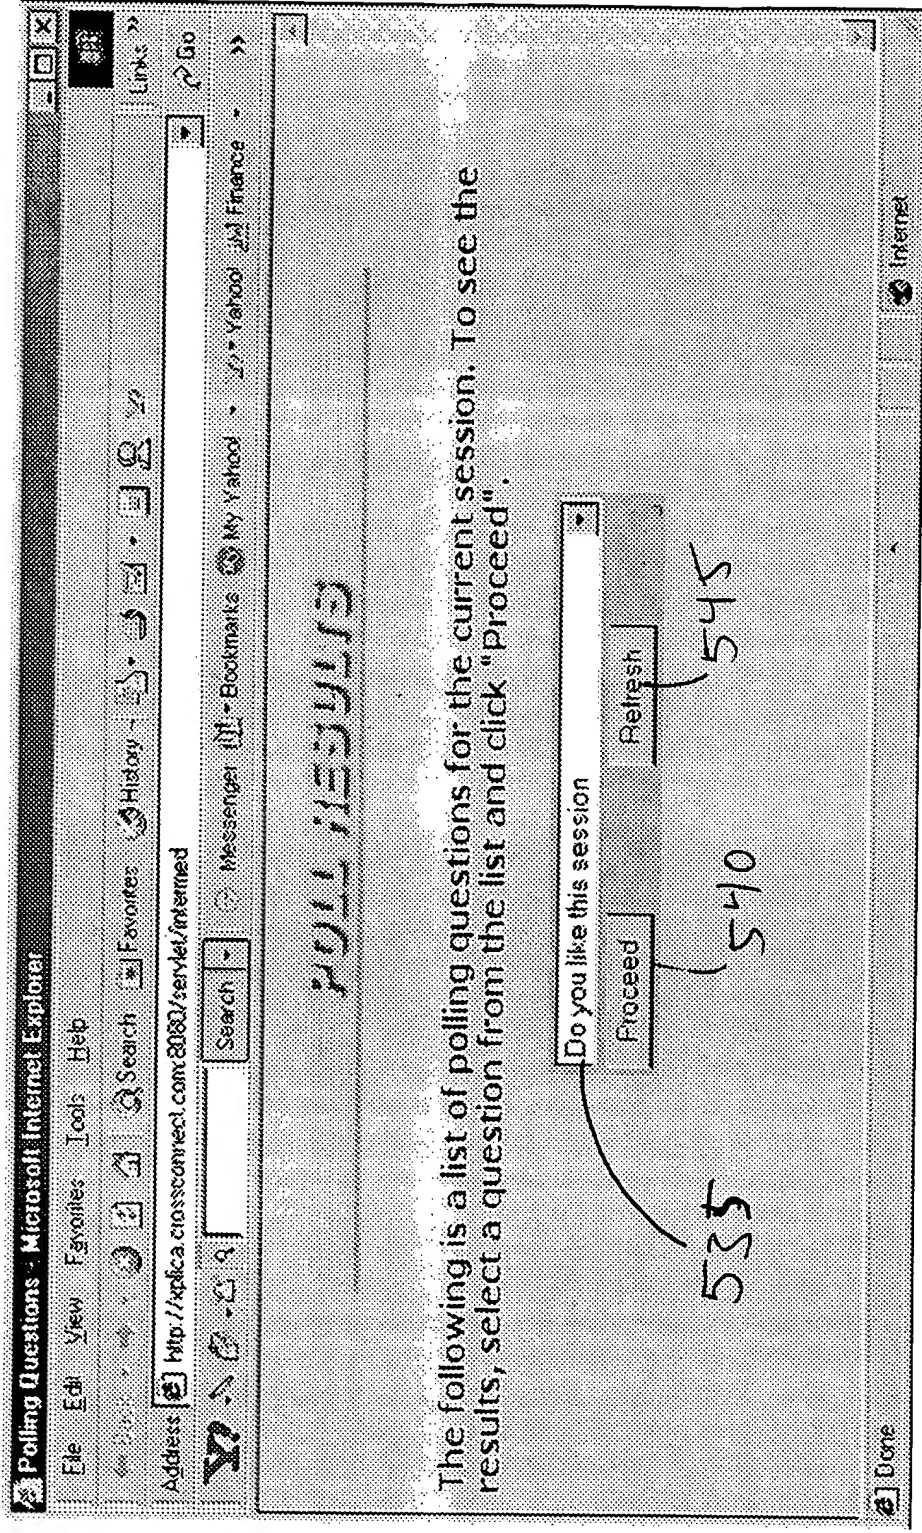 Polling Questions - Microsoft Internet Explorer
File Edit View Favorites Tools Help
Search Favorites History
Links »
Address http://xplica.crossconnect.com:8080/servlet/interned
Go
Y! Search Messenger Bookmarks My Yahoo! Yahoo! Finance »
POLL RESULTS
The following is a list of polling questions for the current session. To see the
results, select a question from the list and click "Proceed".
Do you like this session
Proceed Refresh
535 540 545
Done Internet